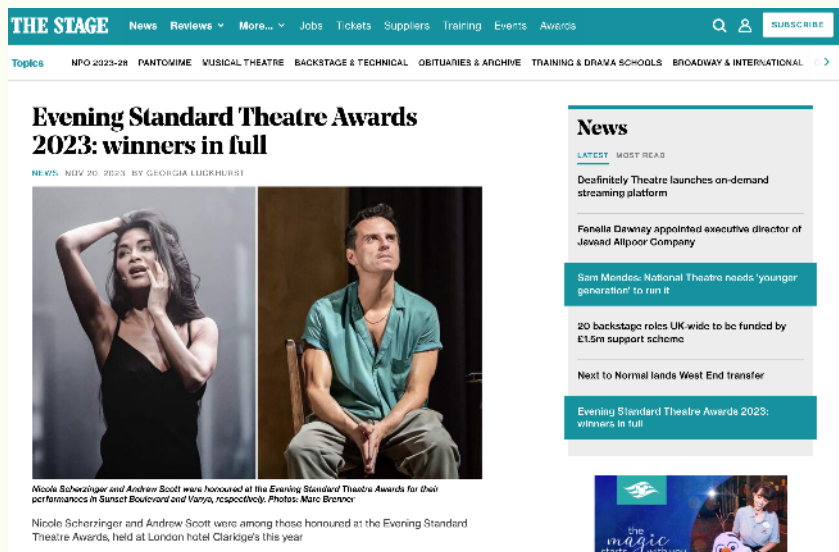 THE STAGE News Reviews More... Jobs Tickets Suppliers Training Events Awards SUBSCRIBE
Topics NPO 2023-28 PANTOMIME MUSICAL THEATRE BACKSTAGE & TECHNICAL OBITUARIES & ARCHIVE TRAINING & DRAMA SCHOOLS BROADWAY & INTERNATIONAL
Evening Standard Theatre Awards
2023: winners in full
NEWS NOV 20, 2023 BY GEORGIA LUCKHURST
Nicole Scherzinger and Andrew Scott were honoured at the Evening Standard Theatre Awards for their
performances in Sunset Boulevard and Vanya, respectively. Photos: Marc Brenner
Nicole Scherzinger and Andrew Scott were among those honoured at the Evening Standard
Theatre Awards, held at London hotel Claridge's this year
News
LATEST MOST READ
Deafinitely Theatre launches on-demand
streaming platform
Fenella Dawnay appointed executive director of
Javaad Alipoor Company
Sam Mendes: National Theatre needs 'younger
generation' to run it
20 backstage roles UK-wide to be funded by
£1.5m support scheme
Next to Normal lands West End transfer
Evening Standard Theatre Awards 2023:
winners in full
the
magic
starts with you